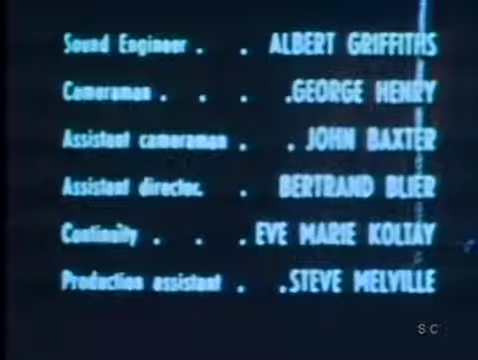 Sound Engineer . . ALBERT GRIFFITHS
Cameraman . . . .GEORGE HENRY
Assistant cameraman . . JOHN BAXTER
Assistant director. . BERTRAND BLIER
Continuity . . . .EVE MARIE KOLTAY
Production assistant . .STEVE MELVILLE
SC